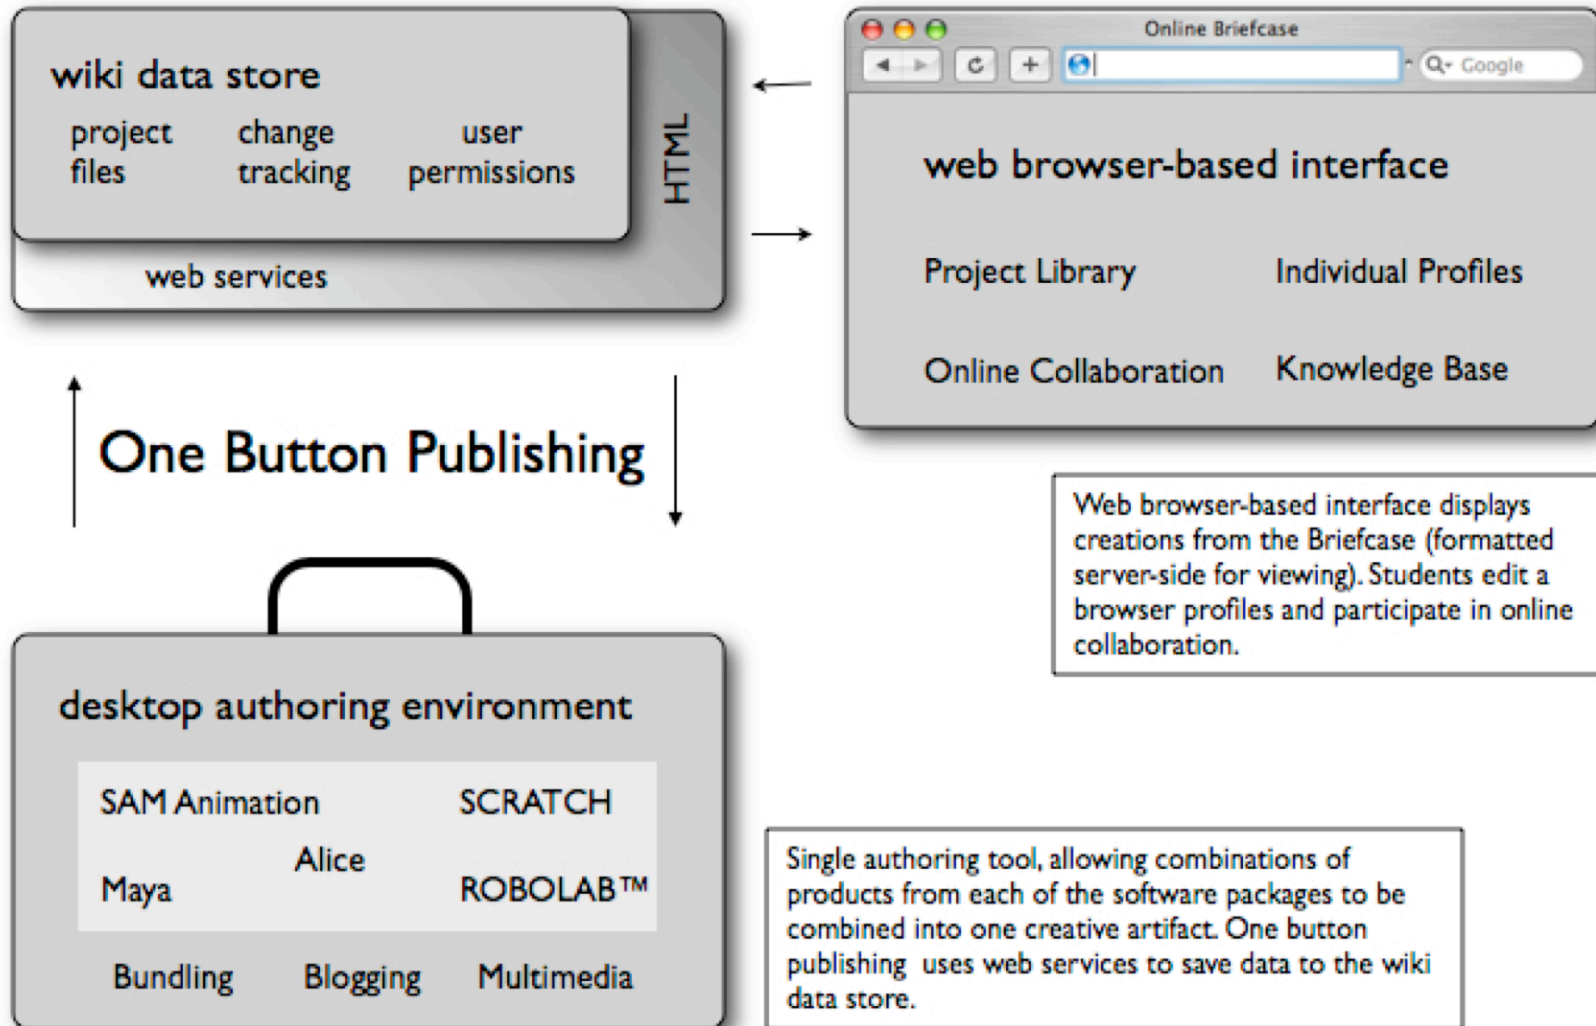 wiki data store
project change user
files tracking permissions
HTML
web services
Online Briefcase
Google
web browser-based interface
Project Library Individual Profiles
Online Collaboration Knowledge Base
One Button Publishing
Web browser-based interface displays
creations from the Briefcase (formatted
server-side for viewing). Students edit a
browser profiles and participate in online
collaboration.
desktop authoring environment
SAM Animation SCRATCH
Alice
Maya ROBOLAB™
Bundling Blogging Multimedia
Single authoring tool, allowing combinations of
products from each of the software packages to be
combined into one creative artifact. One button
publishing uses web services to save data to the wiki
data store.